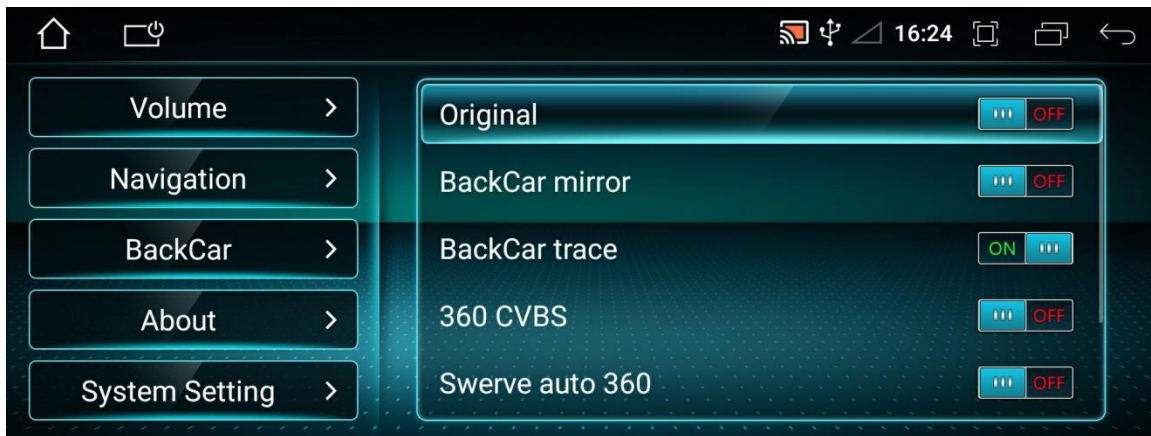 16:24
Volume
Navigation
BackCar
About
System Setting
Original OFF
BackCar mirror OFF
BackCar trace ON
360 CVBS OFF
Swerve auto 360 OFF